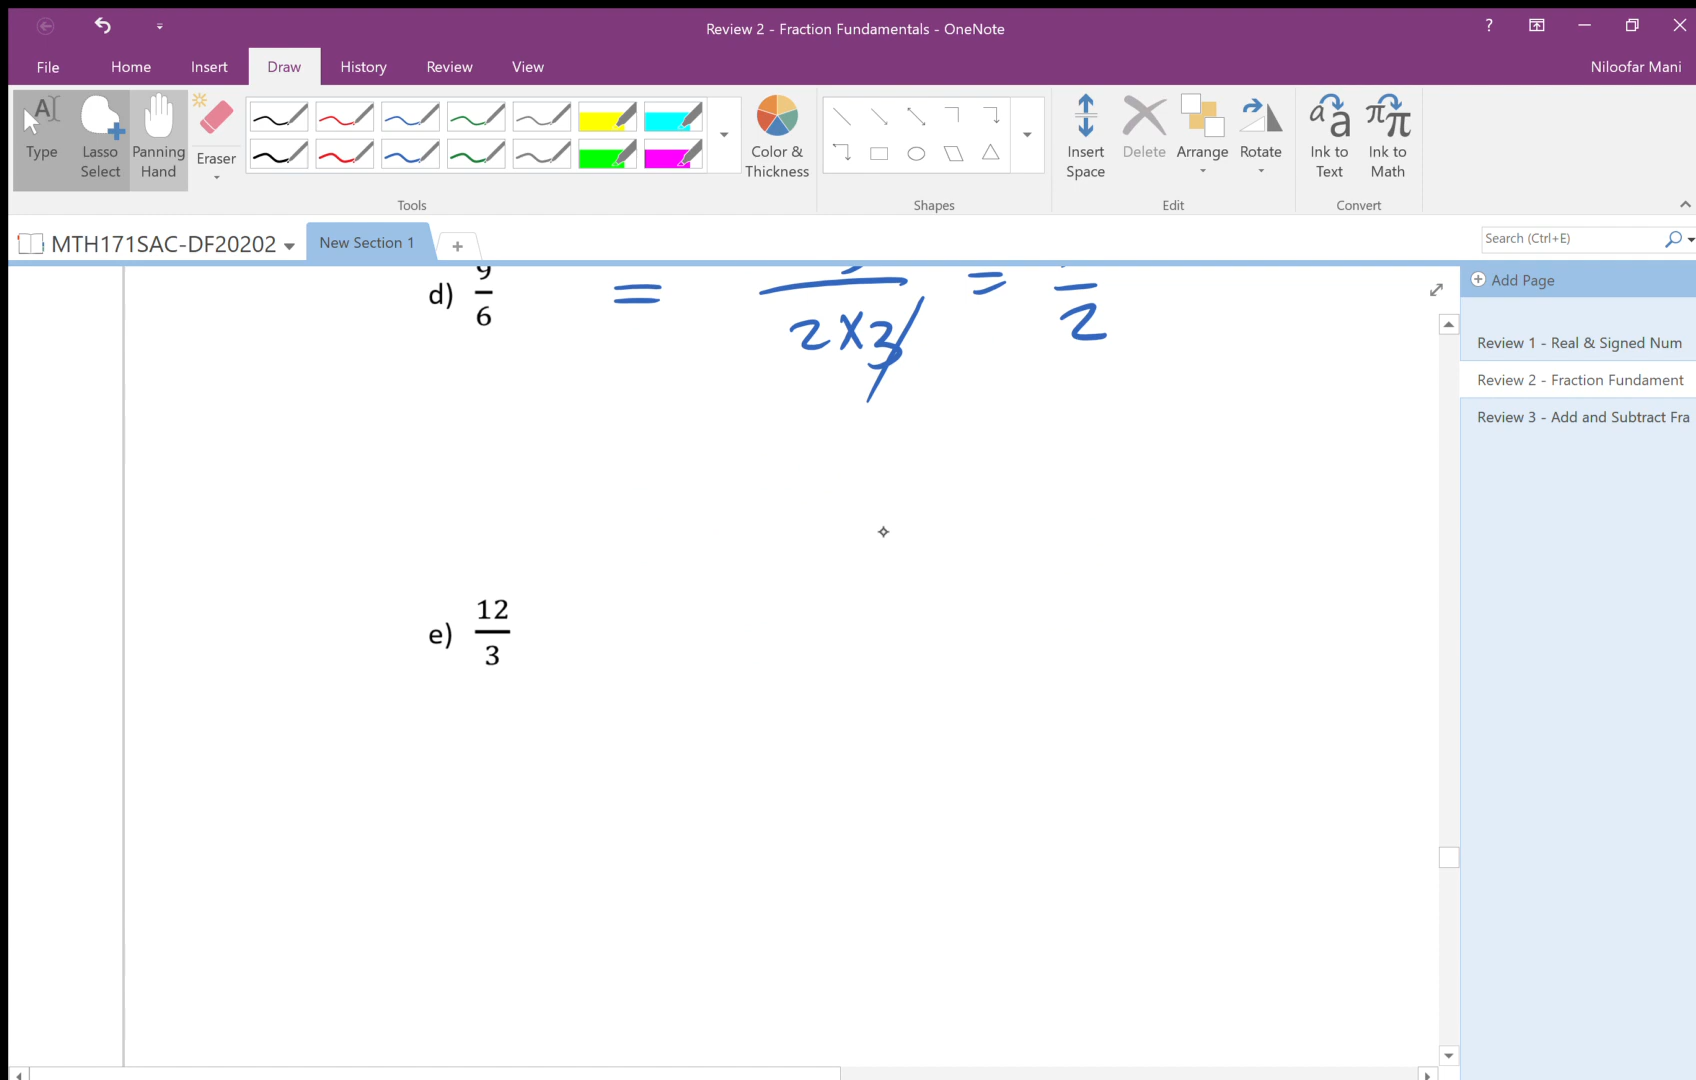 Review 2 - Fraction Fundamentals - OneNote
?
File Home Insert Draw History Review View
Niloofar Mani
Type
Lasso Select
Panning Hand
Eraser
Color & Thickness
Insert Space
Delete
Arrange
Rotate
Ink to Text
Ink to Math
Tools
Shapes
Edit
Convert
MTH171SAC-DF20202
New Section 1
+
Search (Ctrl+E)
Add Page
Review 1 - Real & Signed Num
Review 2 - Fraction Fundament
Review 3 - Add and Subtract Fra
d) 9/6 = /2×3 = /2
e) 12/3